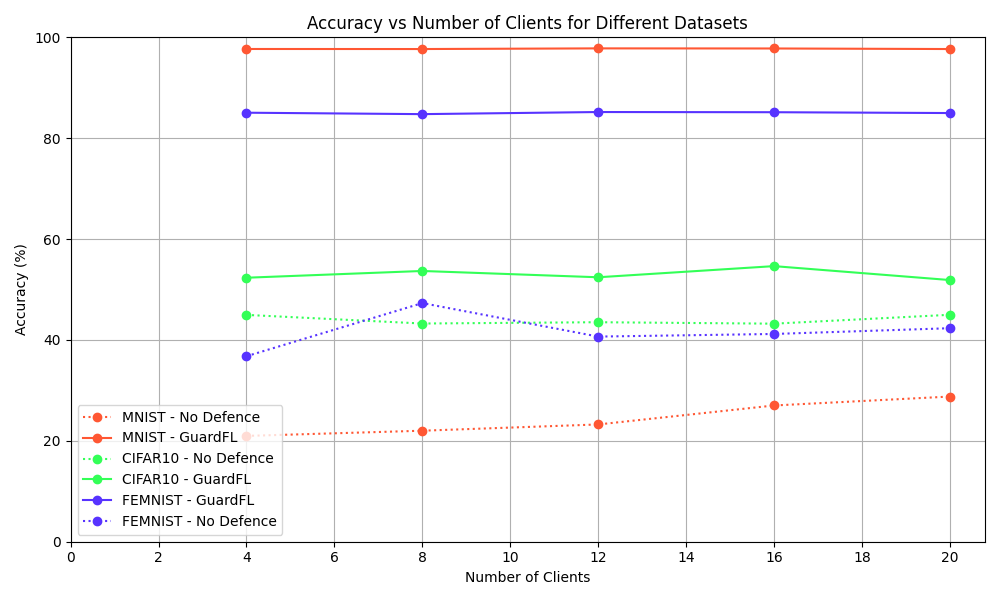 Accuracy vs Number of Clients for Different Datasets
Accuracy (%)
100
80
60
40
20
0
MNIST - No Defence
MNIST - GuardFL
CIFAR10 - No Defence
CIFAR10 - GuardFL
FEMNIST - GuardFL
FEMNIST - No Defence
0 2 4 6 8 10 12 14 16 18 20
Number of Clients